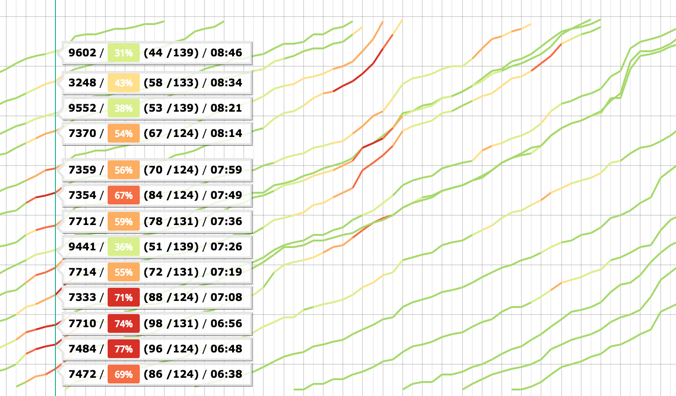 9602 / 31% (44 /139) / 08:46
3248 / 43% (58 /133) / 08:34
9552 / 38% (53 /139) / 08:21
7370 / 54% (67 /124) / 08:14
7359 / 56% (70 /124) / 07:59
7354 / 67% (84 /124) / 07:49
7712 / 59% (78 /131) / 07:36
9441 / 36% (51 /139) / 07:26
7714 / 55% (72 /131) / 07:19
7333 / 71% (88 /124) / 07:08
7710 / 74% (98 /131) / 06:56
7484 / 77% (96 /124) / 06:48
7472 / 69% (86 /124) / 06:38